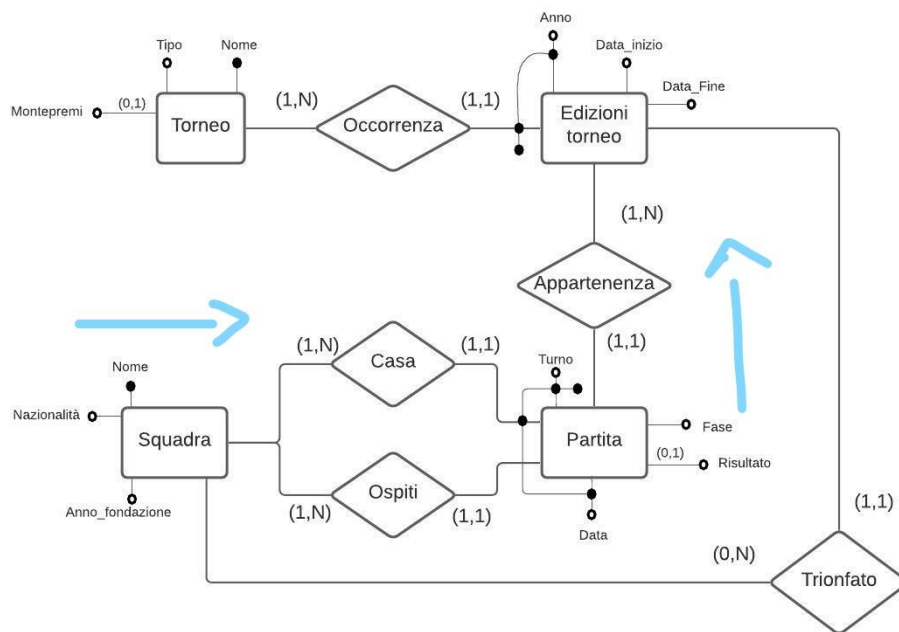 Anno
Tipo
Nome
Data_inizio
Data_Fine
Montepremi
(0,1)
Torneo
(1,N)
Occorrenza
(1,1)
Edizioni
torneo
(1,N)
Appartenenza
(1,1)
(1,N)
Casa
(1,1)
Turno
Nome
Nazionalità
Squadra
Partita
Fase
(0,1)
Risultato
Anno_fondazione
(1,N)
Ospiti
(1,1)
Data
(1,1)
(0,N)
Trionfato